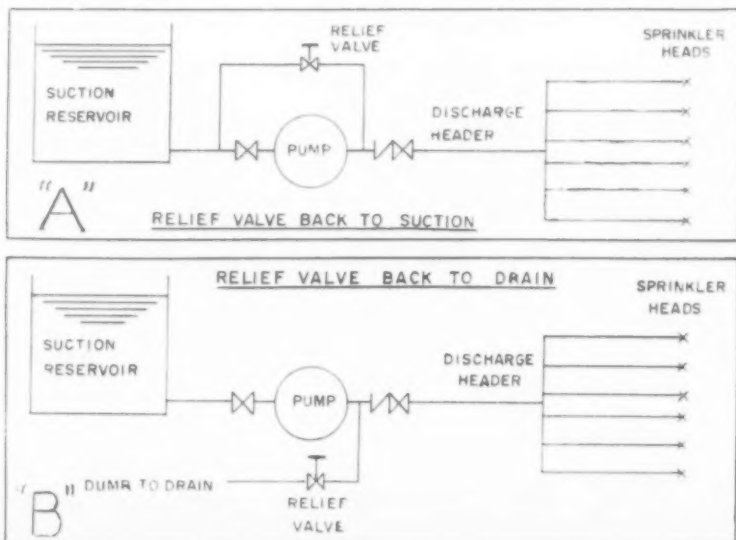 RELIEF
VALVE
SPRINKLER
HEADS
SUCTION
RESERVOIR
PUMP
DISCHARGE
HEADER
"A"
RELIEF VALVE BACK TO SUCTION
RELIEF VALVE BACK TO DRAIN
SPRINKLER
HEADS
SUCTION
RESERVOIR
DISCHARGE
HEADER
PUMP
"B"
DUMP TO DRAIN
RELIEF
VALVE